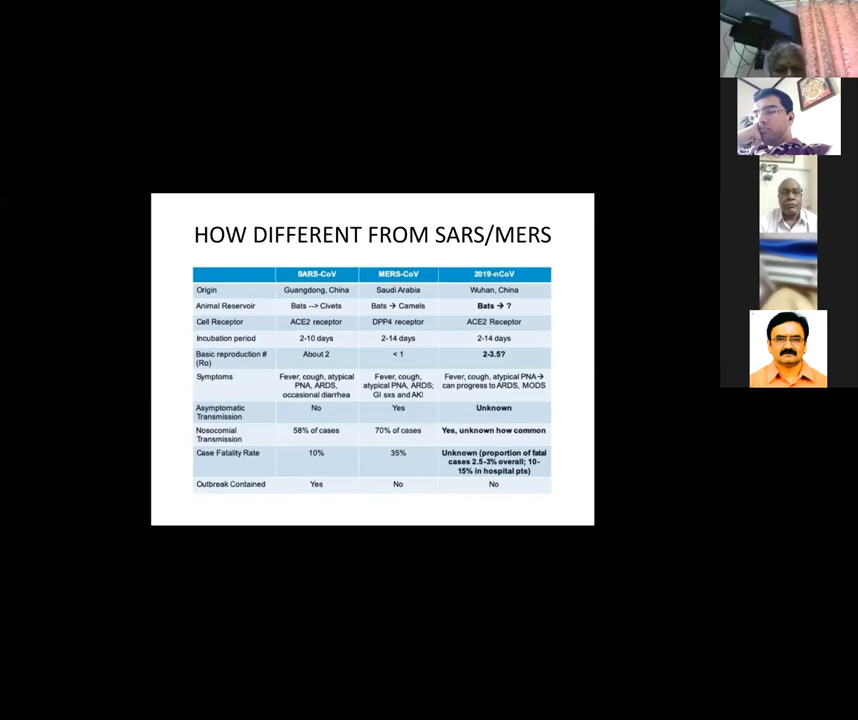 HOW DIFFERENT FROM SARS/MERS
SARS-CoV MERS-CoV 2019-nCoV
Origin Guangdong, China Saudi Arabia Wuhan, China
Animal Reservoir Bats --> Civets Bats → Camels Bats → ?
Cell Receptor ACE2 receptor DPP4 receptor ACE2 Receptor
Incubation period 2-10 days 2-14 days 2-14 days
Basic reproduction # About 2 < 1 2-3.5?
(Ro)
Symptoms Fever, cough, atypical Fever, cough, Fever, cough, atypical PNA→
PNA, ARDS, atypical PNA, ARDS; can progress to ARDS, MODS
occasional diarrhea GI sxs and AKI
Asymptomatic No Yes Unknown
Transmission
Nosocomial 58% of cases 70% of cases Yes, unknown how common
Transmission
Case Fatality Rate 10% 35% Unknown (proportion of fatal
cases 2.5-3% overall; 10-
15% in hospital pts)
Outbreak Contained Yes No No